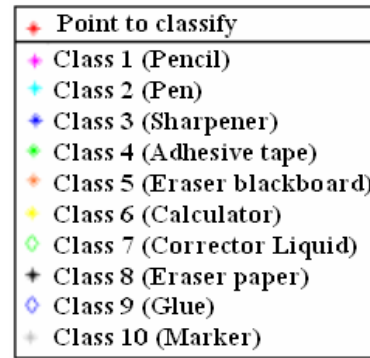 Point to classify
Class 1 (Pencil)
Class 2 (Pen)
Class 3 (Sharpener)
Class 4 (Adhesive tape)
Class 5 (Eraser blackboard)
Class 6 (Calculator)
Class 7 (Corrector Liquid)
Class 8 (Eraser paper)
Class 9 (Glue)
Class 10 (Marker)